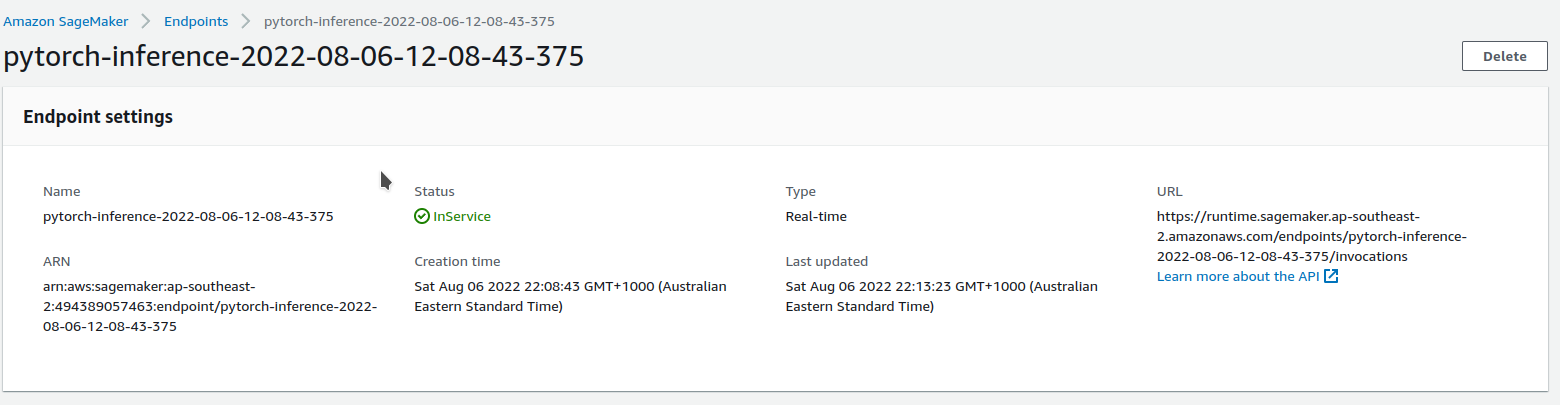 Amazon SageMaker > Endpoints > pytorch-inference-2022-08-06-12-08-43-375
pytorch-inference-2022-08-06-12-08-43-375
Delete
Endpoint settings
Name
pytorch-inference-2022-08-06-12-08-43-375
Status
InService
Type
Real-time
URL
https://runtime.sagemaker.ap-southeast-
2.amazonaws.com/endpoints/pytorch-inference-
2022-08-06-12-08-43-375/invocations
Learn more about the API
ARN
arn:aws:sagemaker:ap-southeast-
2:494389057463:endpoint/pytorch-inference-2022-
08-06-12-08-43-375
Creation time
Sat Aug 06 2022 22:08:43 GMT+1000 (Australian
Eastern Standard Time)
Last updated
Sat Aug 06 2022 22:13:23 GMT+1000 (Australian
Eastern Standard Time)